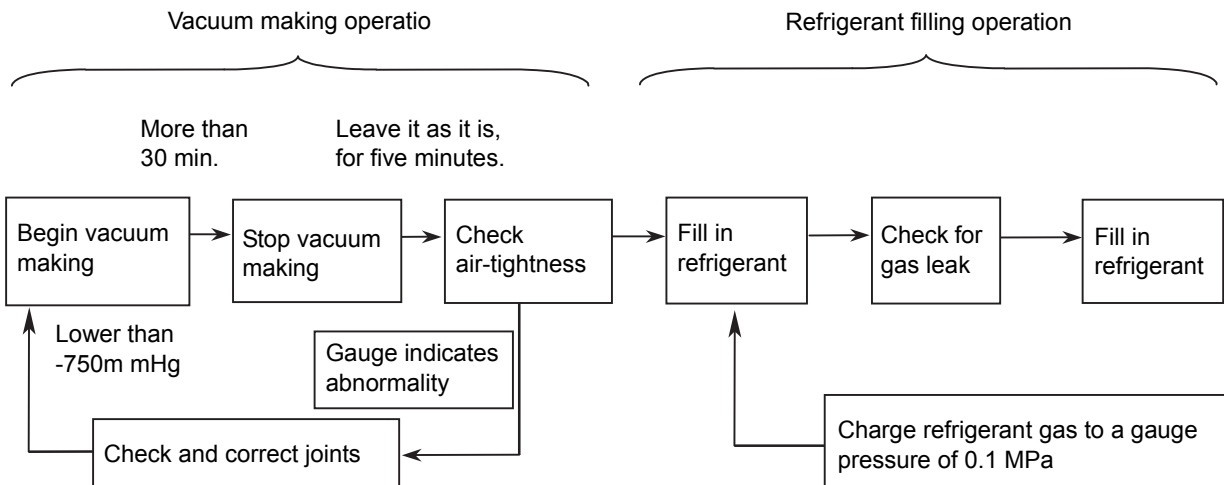 Vacuum making operatio
Refrigerant filling operation
More than
30 min.
Leave it as it is,
for five minutes.
Begin vacuum
making
Stop vacuum
making
Check
air-tightness
Fill in
refrigerant
Check for
gas leak
Fill in
refrigerant
Lower than
-750m mHg
Gauge indicates
abnormality
Check and correct joints
Charge refrigerant gas to a gauge
pressure of 0.1 MPa